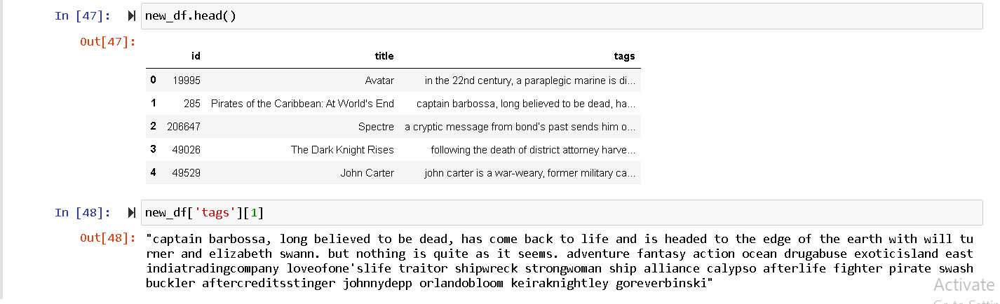 In [47]: new_df.head()
Out[47]:
id title tags
0 19995 Avatar in the 22nd century, a paraplegic marine is di...
1 285 Pirates of the Caribbean: At World's End captain barbossa, long believed to be dead, ha...
2 206647 Spectre a cryptic message from bond's past sends him o...
3 49026 The Dark Knight Rises following the death of district attorney harve...
4 49529 John Carter john carter is a war-weary, former military ca...
In [48]: new_df['tags'][1]
Out[48]: "captain barbossa, long believed to be dead, has come back to life and is headed to the edge of the earth with will tu
rner and elizabeth swann. but nothing is quite as it seems. adventure fantasy action ocean drugabuse exoticisland east
indiatradingcompany loveofone'slife traitor shipwreck strongwoman ship alliance calypso afterlife fighter pirate swash
buckler aftercreditsstinger johnnydepp orlandobloom keiraknightley goreverbinski"
Activate